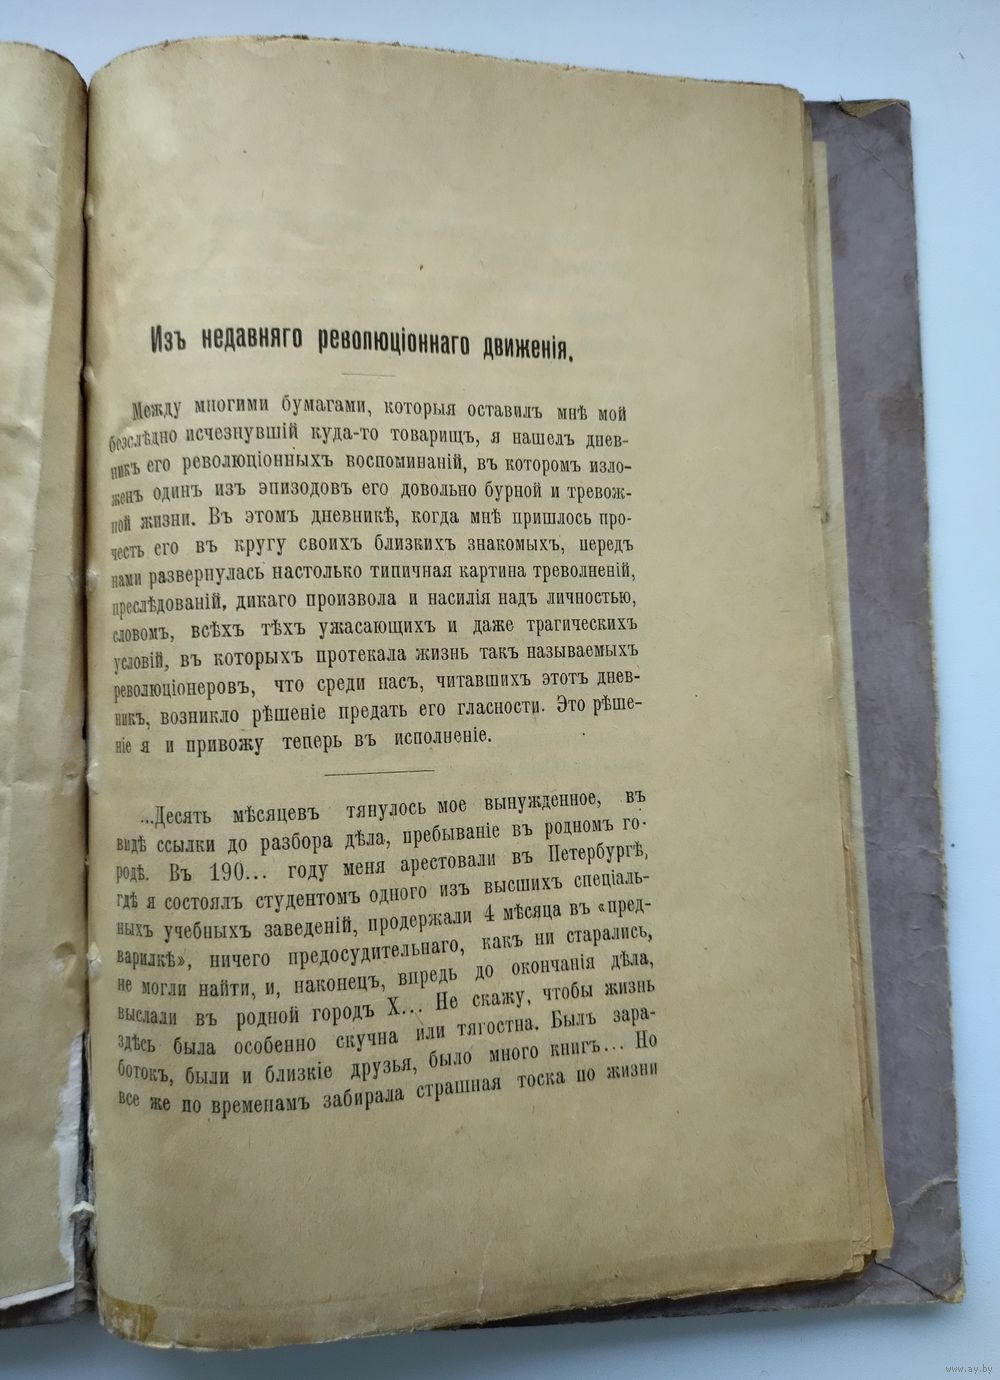 Изъ недавняго революціоннаго движенія.
Между многими бумагами, которыя оставилъ мнѣ мой
безслѣдно исчезнувшій куда-то товарищъ, я нашелъ днев-
никъ его революціонныхъ воспоминаній, въ которомъ изло-
женъ одинъ изъ эпизодовъ его довольно бурной и тревож-
ной жизни. Въ этомъ дневникѣ, когда мнѣ пришлось про-
честь его въ кругу своихъ близкихъ знакомыхъ, передъ
нами развернулась настолько типичная картина треволненій,
преслѣдованій, дикаго произвола и насилія надъ личностью,
словомъ, всѣхъ тѣхъ ужасающихъ и даже трагическихъ
условій, въ которыхъ протекала жизнь такъ называемыхъ
революціонеровъ, что среди насъ, читавшихъ этотъ днев-
никъ, возникло рѣшеніе предать его гласности. Это рѣше-
ніе я и привожу теперь въ исполненіе.
...Десять мѣсяцевъ тянулось мое вынужденное, въ
видѣ ссылки до разбора дѣла, пребываніе въ родномъ го-
родѣ. Въ 190... году меня арестовали въ Петербургѣ,
гдѣ я состоялъ студентомъ одного изъ высшихъ спеціаль-
ныхъ учебныхъ заведеній, продержали 4 мѣсяца въ «пред-
варилкѣ», ничего предосудительнаго, какъ ни старались,
не могли найти, и, наконецъ, впредь до окончанія дѣла,
выслали въ родной городъ Х... Не скажу, чтобы жизнь
здѣсь была особенно скучна или тягостна. Былъ зара-
ботокъ, были и близкіе друзья, было много книгъ... Но
все же по временамъ забирала страшная тоска по жизни
www.ay.by